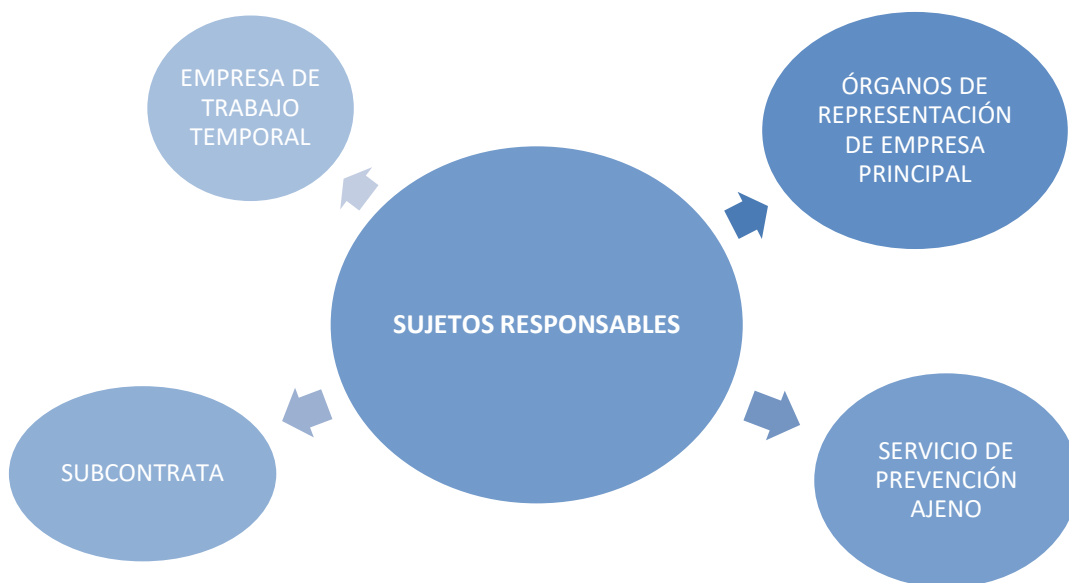 EMPRESA DE
TRABAJO
TEMPORAL
ÓRGANOS DE
REPRESENTACIÓN
DE EMPRESA
PRINCIPAL
SUJETOS RESPONSABLES
SUBCONTRATA
SERVICIO DE
PREVENCIÓN
AJENO